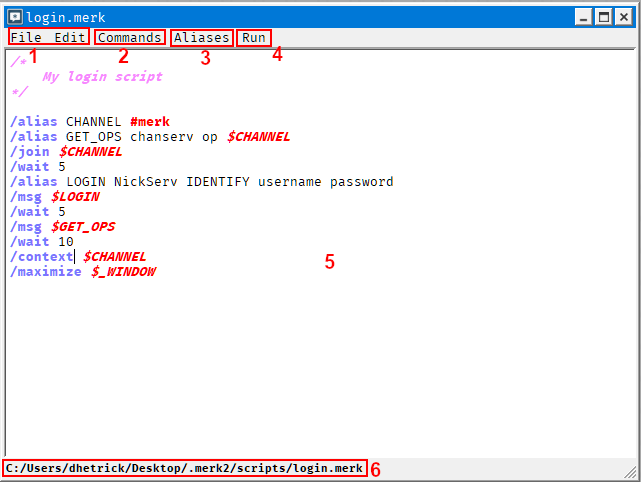 login.merk
File Edit Commands Aliases Run
1 2 3 4
/*
My login script
*/
/alias CHANNEL #merk
/alias GET_OPS chanserv op $CHANNEL
/join $CHANNEL
/wait 5
/alias LOGIN NickServ IDENTIFY username password
/msg $LOGIN
/wait 5
/msg $GET_OPS
/wait 10
/context $CHANNEL
5
/maximize $_WINDOW
C:/Users/dhetrick/Desktop/.merk2/scripts/login.merk 6